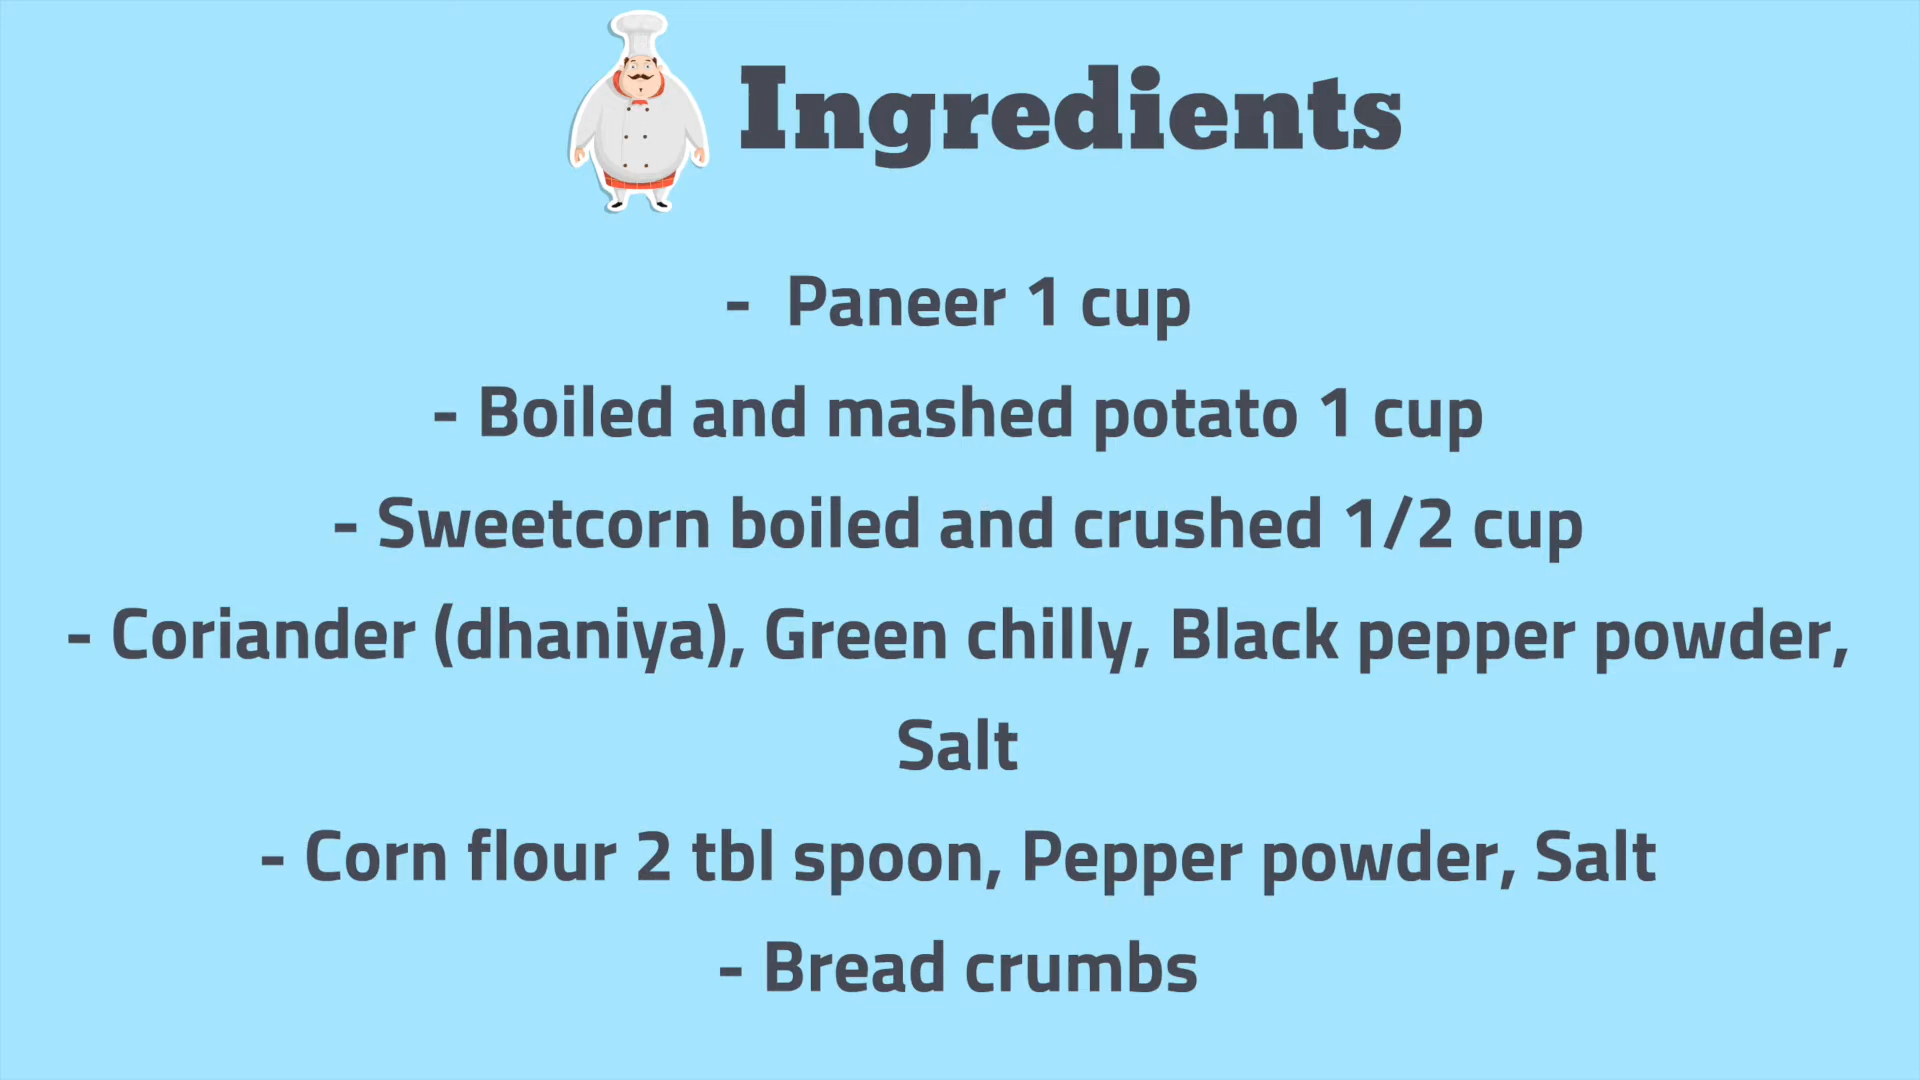 Ingredients
- Paneer 1 cup
- Boiled and mashed potato 1 cup
- Sweetcorn boiled and crushed 1/2 cup
- Coriander (dhaniya), Green chilly, Black pepper powder,
Salt
- Corn flour 2 tbl spoon, Pepper powder, Salt
- Bread crumbs